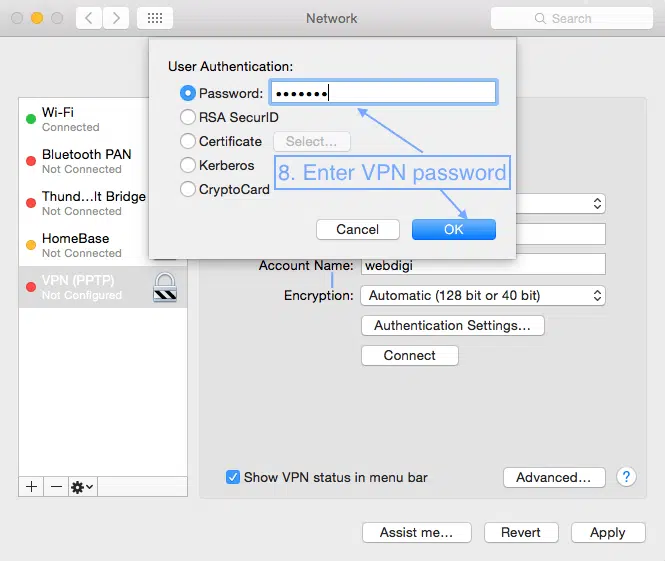 Network
Search
User Authentication:
Password: •••••••
RSA SecurID
Certificate Select...
Kerberos
CryptoCard
8. Enter VPN password
Cancel OK
Wi-Fi
Connected
Bluetooth PAN
Not Connected
Thund...lt Bridge
Not Connected
HomeBase
Not Connected
VPN (PPTP)
Not Configured
Account Name: webdigi
Encryption: Automatic (128 bit or 40 bit)
Authentication Settings...
Connect
Show VPN status in menu bar
Advanced... ?
Assist me... Revert Apply